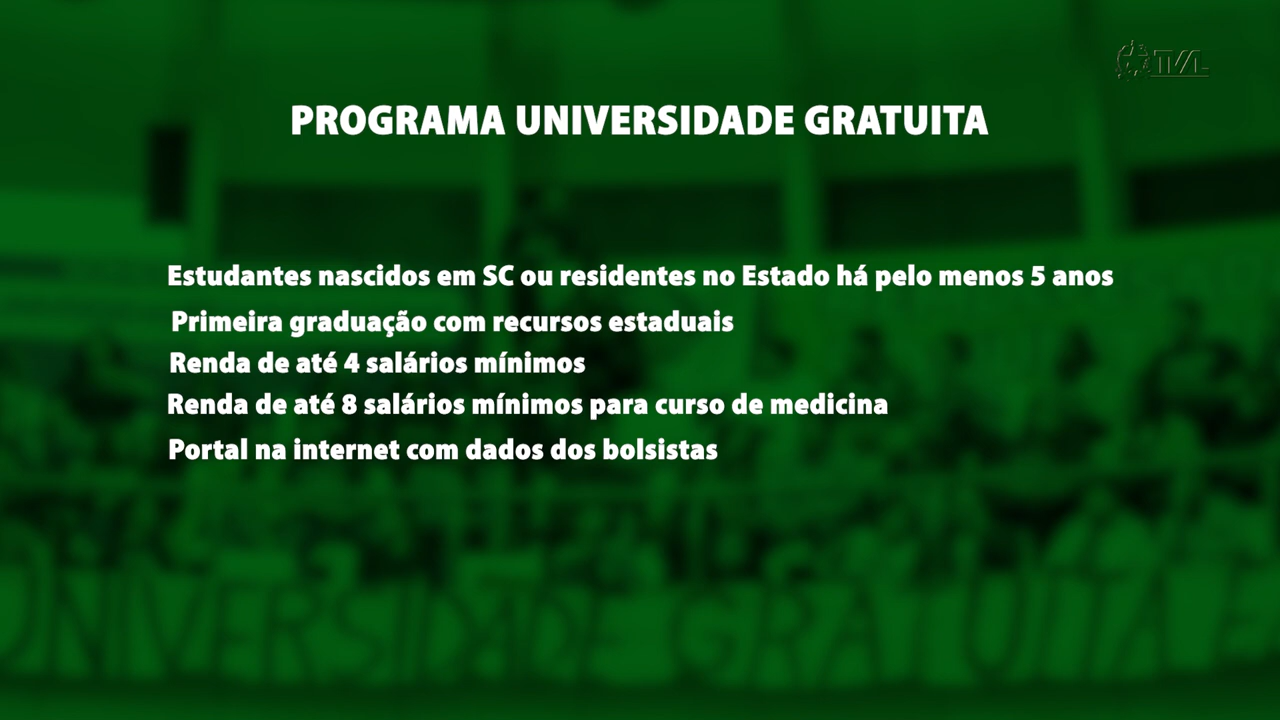 TVAL
PROGRAMA UNIVERSIDADE GRATUITA
Estudantes nascidos em SC ou residentes no Estado há pelo menos 5 anos
Primeira graduação com recursos estaduais
Renda de até 4 salários mínimos
Renda de até 8 salários mínimos para curso de medicina
Portal na internet com dados dos bolsistas
UNIVERSIDADE GRATUITA É